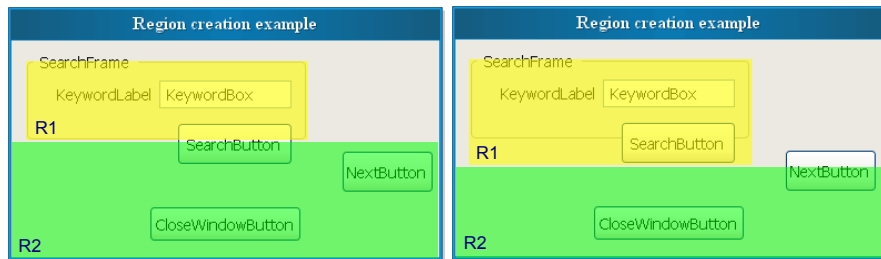 Region creation example
SearchFrame
KeywordLabel KeywordBox
R1
SearchButton
NextButton
CloseWindowButton
R2
Region creation example
SearchFrame
KeywordLabel KeywordBox
SearchButton
R1
NextButton
CloseWindowButton
R2